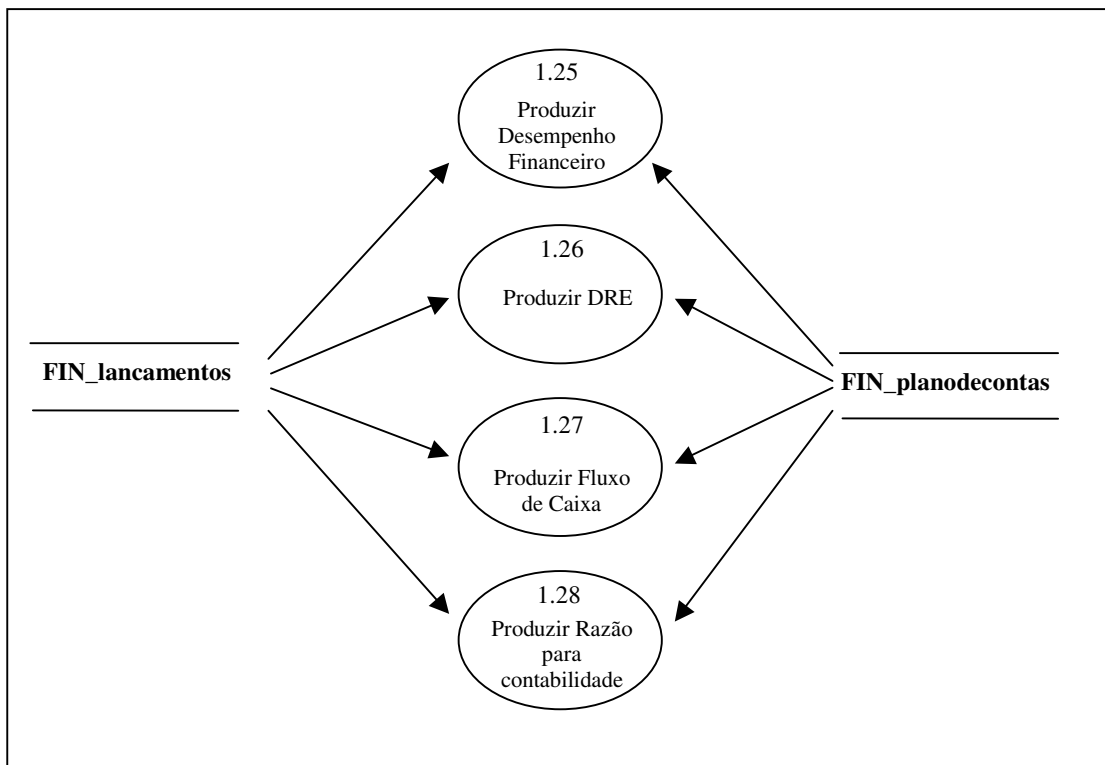 1.25
Produzir
Desempenho
Financeiro
1.26
Produzir DRE
FIN_lancamentos
FIN_planodecontas
1.27
Produzir Fluxo
de Caixa
1.28
Produzir Razão
para
contabilidade